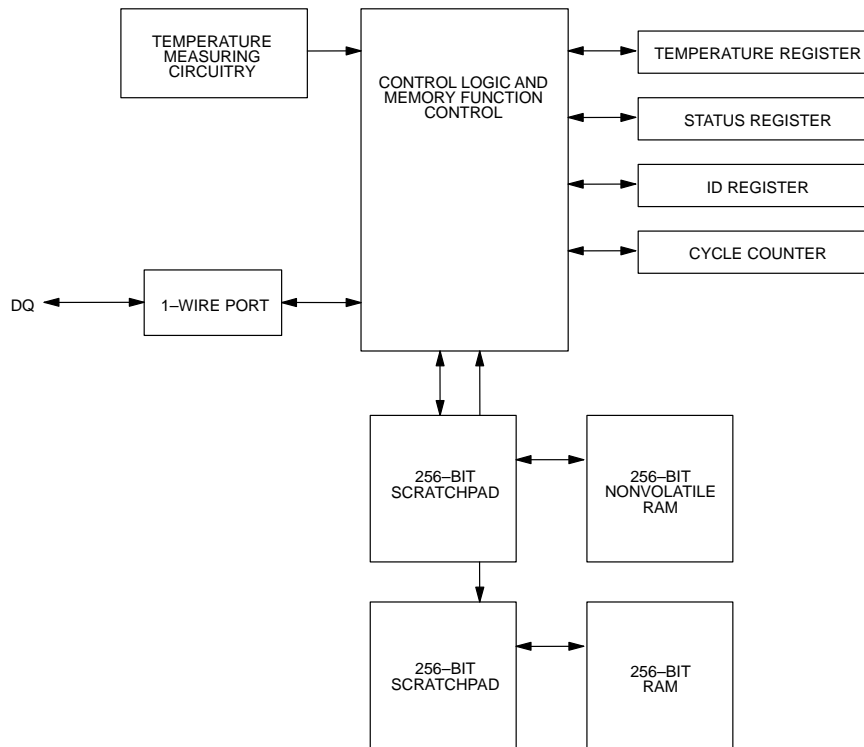 TEMPERATURE
MEASURING
CIRCUITRY
CONTROL LOGIC AND
MEMORY FUNCTION
CONTROL
TEMPERATURE REGISTER
STATUS REGISTER
ID REGISTER
CYCLE COUNTER
DQ
1–WIRE PORT
256–BIT
SCRATCHPAD
256–BIT
NONVOLATILE
RAM
256–BIT
SCRATCHPAD
256–BIT
RAM